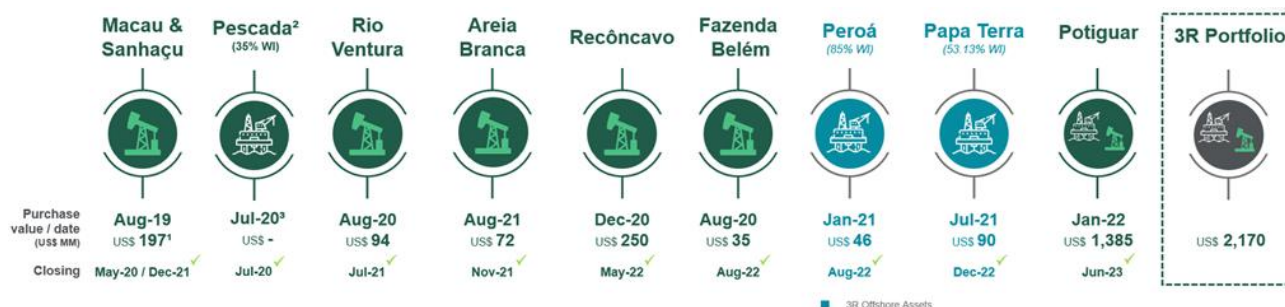 Macau & Sanhaçu
Pescada²
(35% WI)
Rio Ventura
Areia Branca
Recôncavo
Fazenda Belém
Peroá
(85% WI)
Papa Terra
(53.13% WI)
Potiguar
3R Portfolio
Purchase value / date
(US$ MM)
Aug-19
US$ 197¹
Jul-20³
US$ -
Aug-20
US$ 94
Aug-21
US$ 72
Dec-20
US$ 250
Aug-20
US$ 35
Jan-21
US$ 46
Jul-21
US$ 90
Jan-22
US$ 1,385
US$ 2,170
Closing
May-20 / Dec-21
Jul-20
Jul-21
Nov-21
May-22
Aug-22
Aug-22
Dec-22
Jun-23
3R Offshore Assets